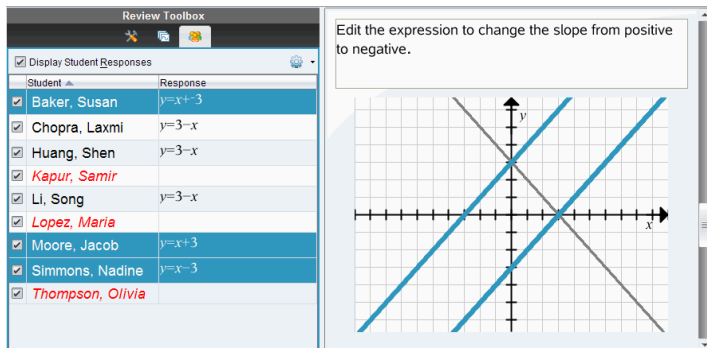 Review Toolbox
Display Student Responses
Student Response
Baker, Susan y=x+⁻3
Chopra, Laxmi y=3−x
Huang, Shen y=3−x
Kapur, Samir
Li, Song y=3−x
Lopez, Maria
Moore, Jacob y=x+3
Simmons, Nadine y=x−3
Thompson, Olivia
Edit the expression to change the slope from positive
to negative.
y
x